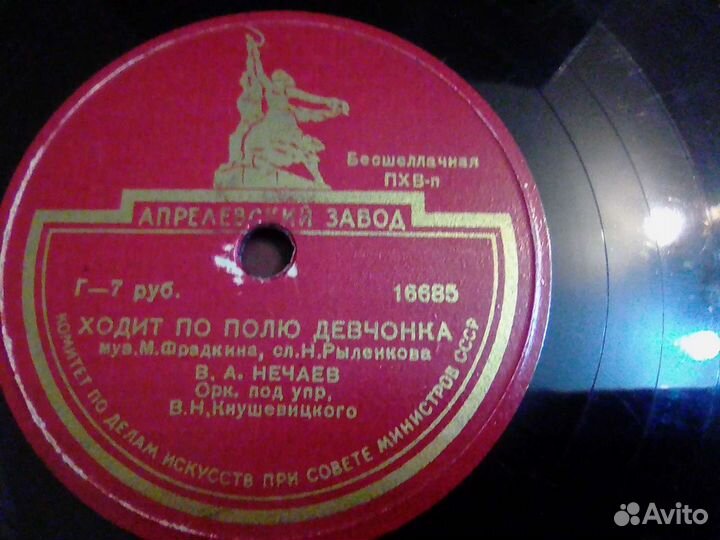 Бесшеллачная
ПХВ-п
АПРЕЛЕВСКИЙ ЗАВОД
Г—7 руб.
16685
ХОДИТ ПО ПОЛЮ ДЕВЧОНКА
муз.М.Фрадкина, сл.Н.Рыленкова
В. А. НЕЧАЕВ
Орк. под упр.
В.Н.Кнушевицкого
КОМИТЕТ ПО ДЕЛАМ ИСКУССТВ ПРИ СОВЕТЕ МИНИСТРОВ СССР
Avito